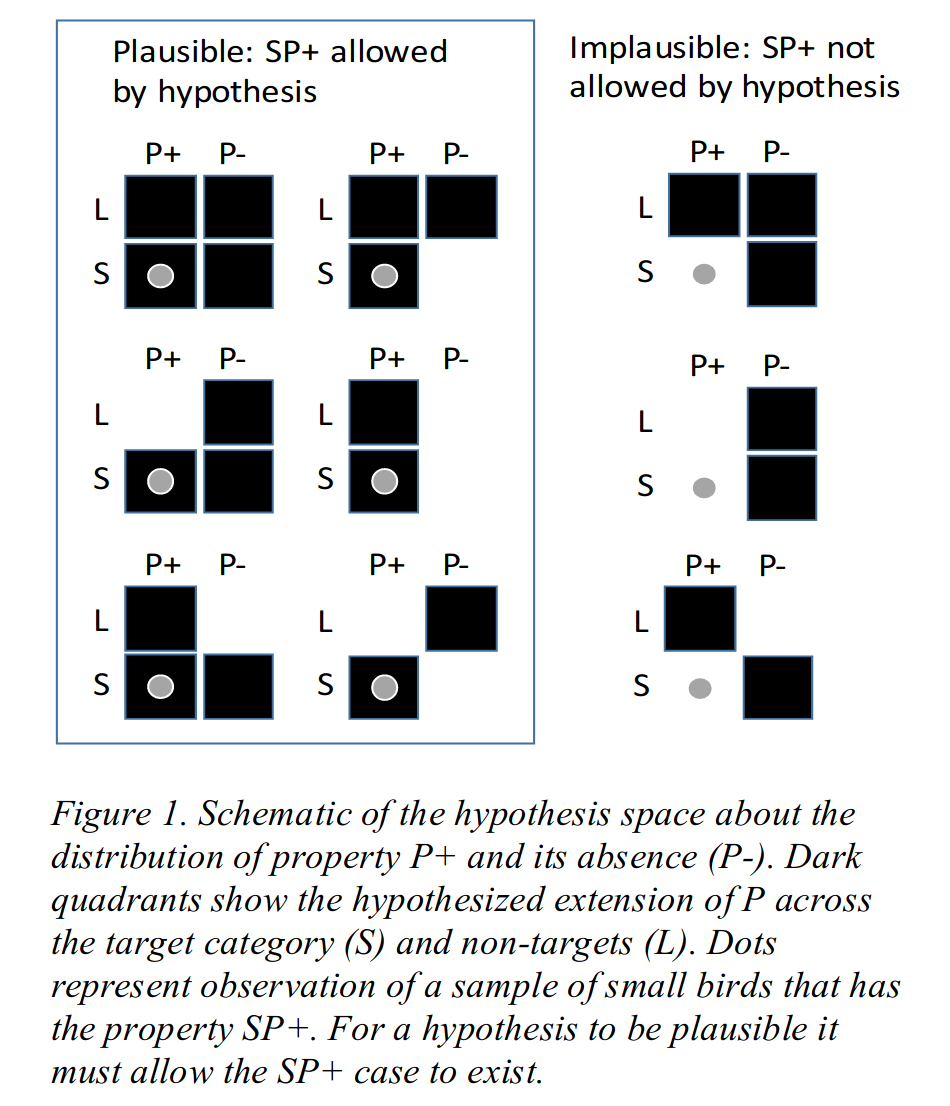 Plausible: SP+ allowed
by hypothesis
Implausible: SP+ not
allowed by hypothesis
P+ P-
L
S
P+ P-
L
S
P+ P-
L
S
P+ P-
L
S
P+ P-
L
S
P+ P-
L
S
P+ P-
L
S
P+ P-
L
S
P+ P-
L
S
Figure 1. Schematic of the hypothesis space about the
distribution of property P+ and its absence (P-). Dark
quadrants show the hypothesized extension of P across
the target category (S) and non-targets (L). Dots
represent observation of a sample of small birds that has
the property SP+. For a hypothesis to be plausible it
must allow the SP+ case to exist.